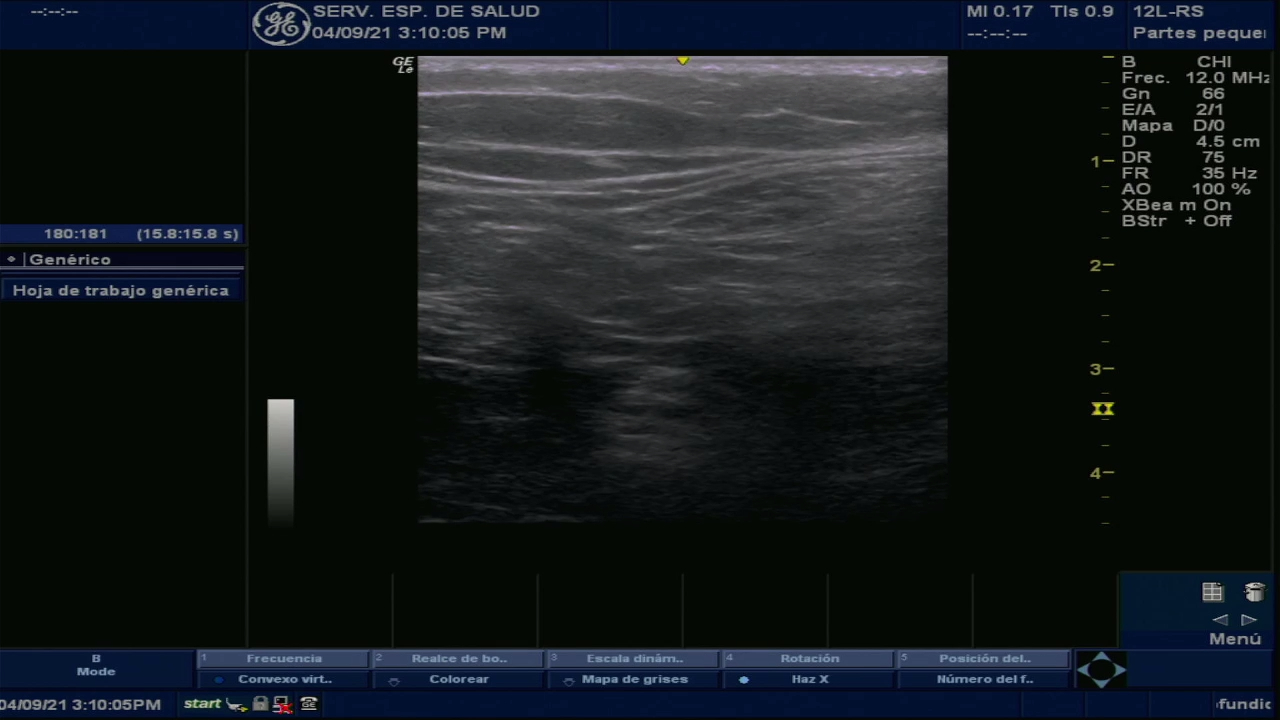 --:--:--
GE
SERV. ESP. DE SALUD
04/09/21 3:10:05 PM
MI 0.17 TIs 0.9
--:--:--
12L-RS
Partes pequeñ
GE
Le
B CHI
Frec. 12.0 MHz
Gn 66
E/A 2/1
Mapa D/0
D 4.5 cm
DR 75
FR 35 Hz
AO 100 %
XBea m On
BStr + Off
1
2
3
4
180:181 (15.8:15.8 s)
Genérico
Hoja de trabajo genérica
Menú
B
Mode
1 Frecuencia
2 Realce de bo..
3 Escala dinám..
4 Rotación
5 Posición del..
Convexo virt..
Colorear
Mapa de grises
Haz X
Número del f..
04/09/21 3:10:05PM
start
fundic